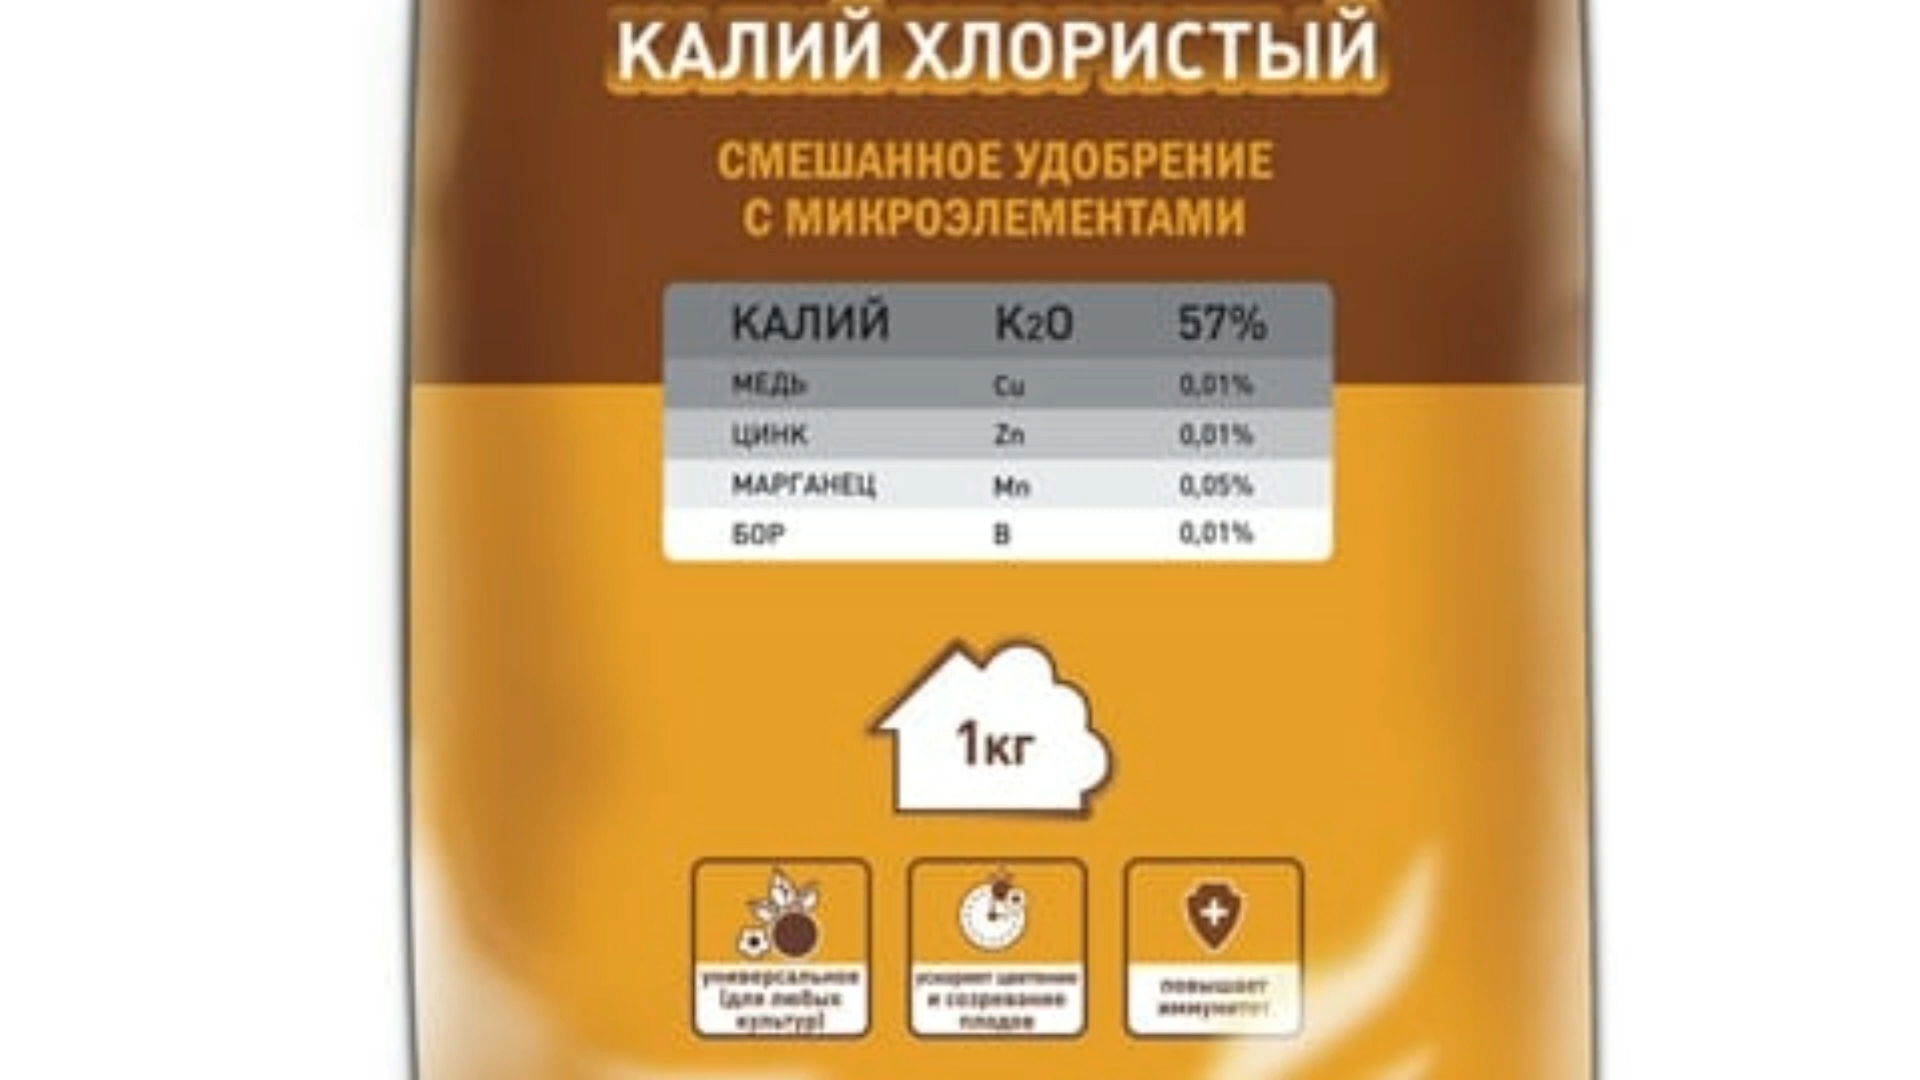 КАЛИЙ ХЛОРИСТЫЙ
СМЕШАННОЕ УДОБРЕНИЕ
С МИКРОЭЛЕМЕНТАМИ
КАЛИЙ K2O 57%
МЕДЬ Cu 0,01%
ЦИНК Zn 0,01%
МАРГАНЕЦ Mn 0,05%
БОР B 0,01%
1кг
универсальное
(для любых
культур)
ускоряет цветение
и созревание
плодов
повышает
иммунитет